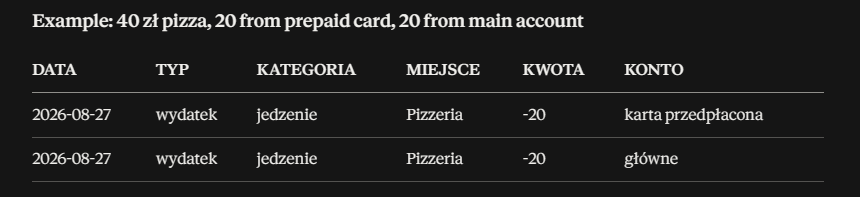 Example: 40 zł pizza, 20 from prepaid card, 20 from main account
DATA TYP KATEGORIA MIEJSCE KWOTA KONTO
2026-08-27 wydatek jedzenie Pizzeria -20 karta przedpłacona
2026-08-27 wydatek jedzenie Pizzeria -20 główne